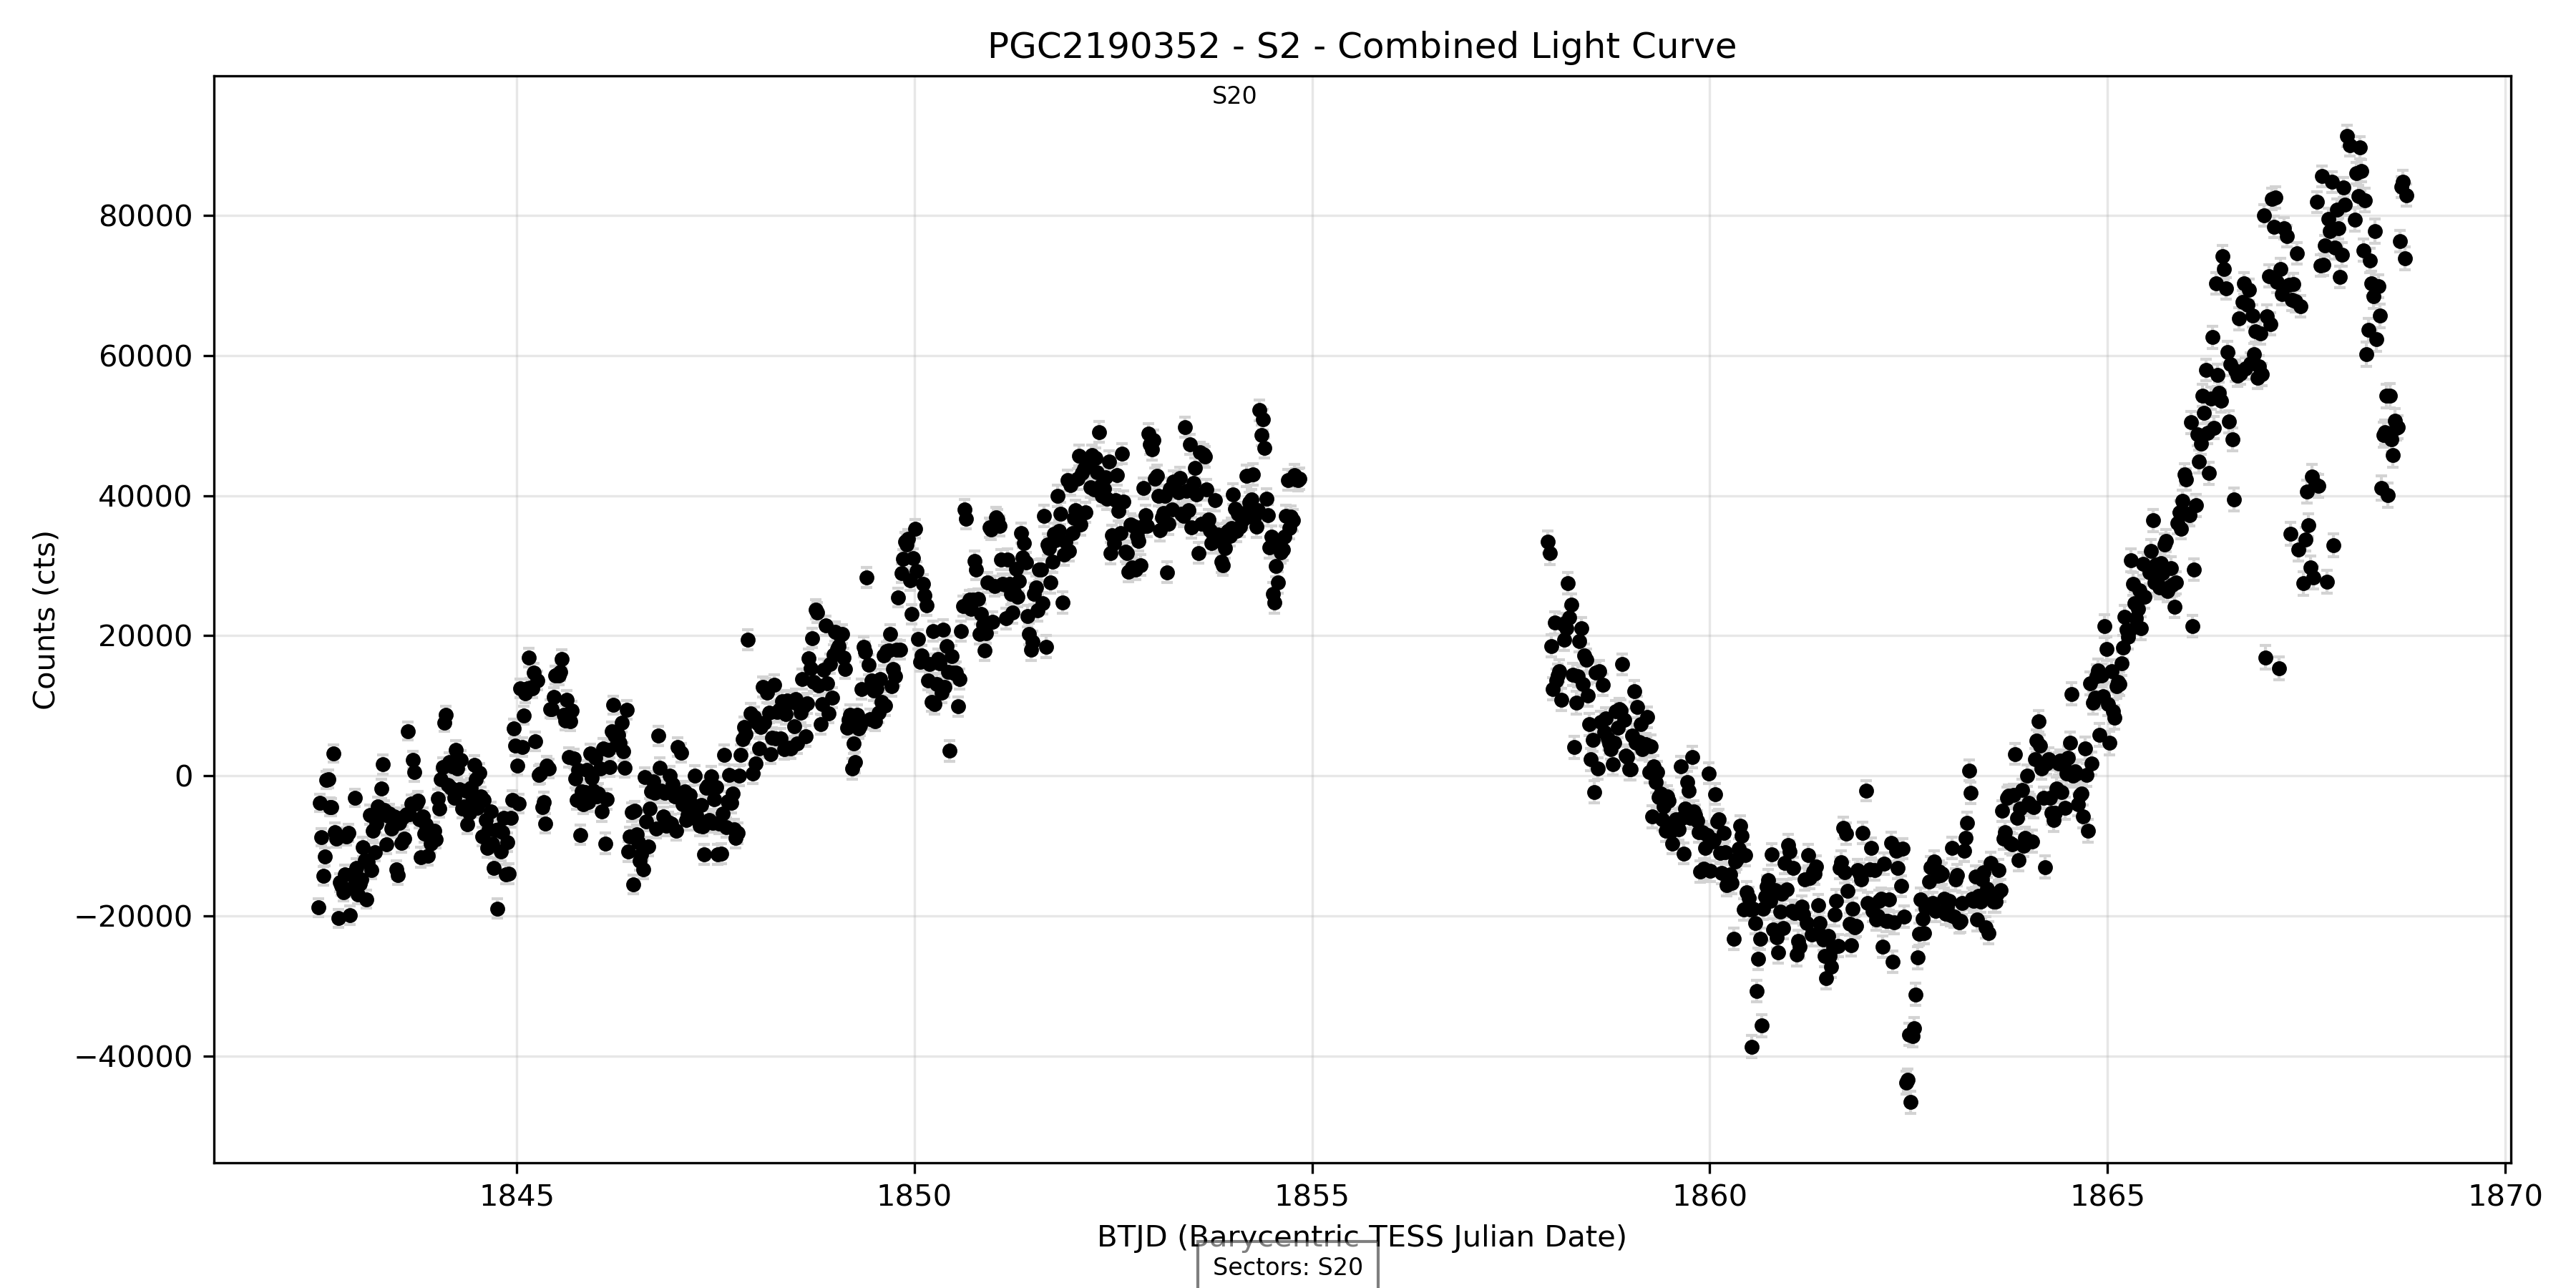 PGC2190352 - S2 - Combined Light Curve
S20
80000
60000
40000
20000
0
−20000
−40000
Counts (cts)
1845 1850 1855 1860 1865 1870
BTJD (Barycentric TESS Julian Date)
Sectors: S20